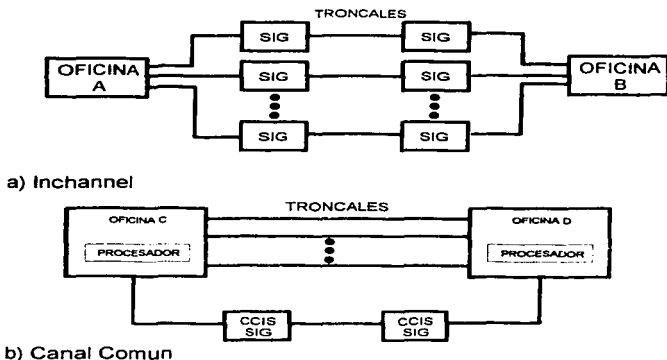 TRONCALES
SIG SIG
OFICINA
A
SIG SIG
OFICINA
B
SIG SIG
a) Inchannel
TRONCALES
OFICINA C
OFICINA D
PROCESADOR
PROCESADOR
CCIS
SIG
CCIS
SIG
b) Canal Comun